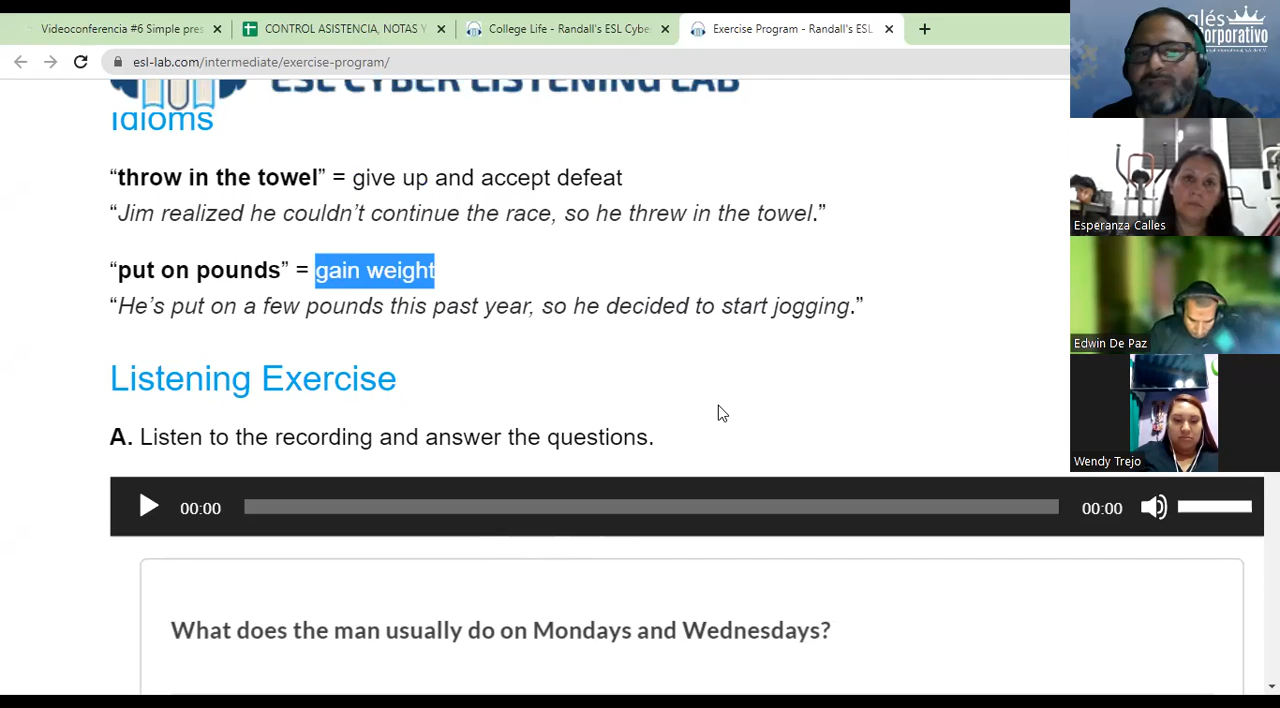 Videoconferencia #6 Simple pres
CONTROL ASISTENCIA, NOTAS Y
College Life - Randall's ESL Cybe
Exercise Program - Randall's ESL
esl-lab.com/intermediate/exercise-program/
ESL CYBER LISTENING LAB
Idioms
“throw in the towel” = give up and accept defeat
“Jim realized he couldn’t continue the race, so he threw in the towel.”
“put on pounds” = gain weight
“He’s put on a few pounds this past year, so he decided to start jogging.”
Listening Exercise
A. Listen to the recording and answer the questions.
00:00
00:00
What does the man usually do on Mondays and Wednesdays?
Esperanza Calles
Edwin De Paz
Wendy Trejo